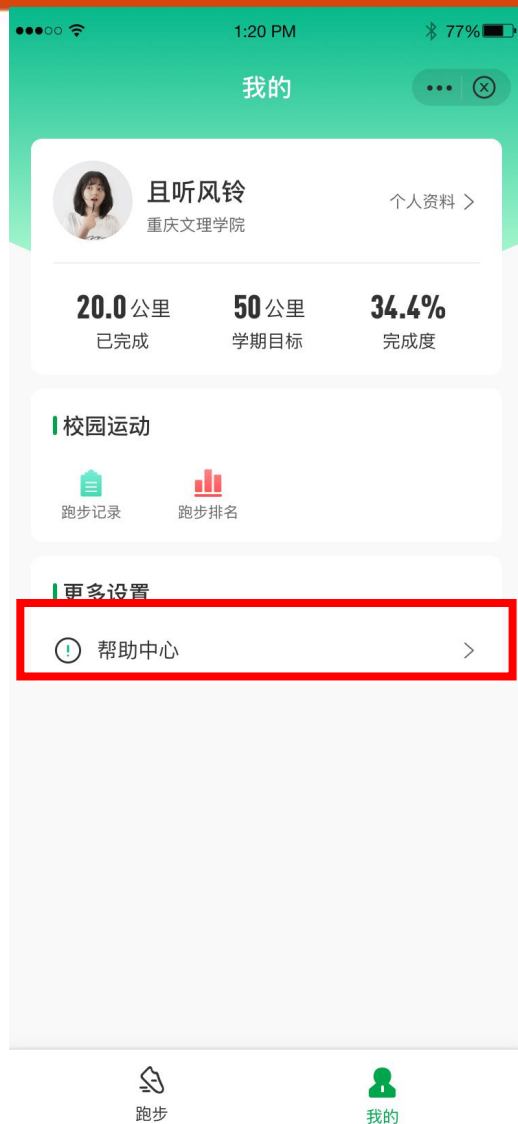 1:20 PM 77%
我的
且听风铃
重庆文理学院
个人资料
20.0公里 50公里 34.4%
已完成 学期目标 完成度
校园运动
跑步记录 跑步排名
更多设置
帮助中心
跑步 我的